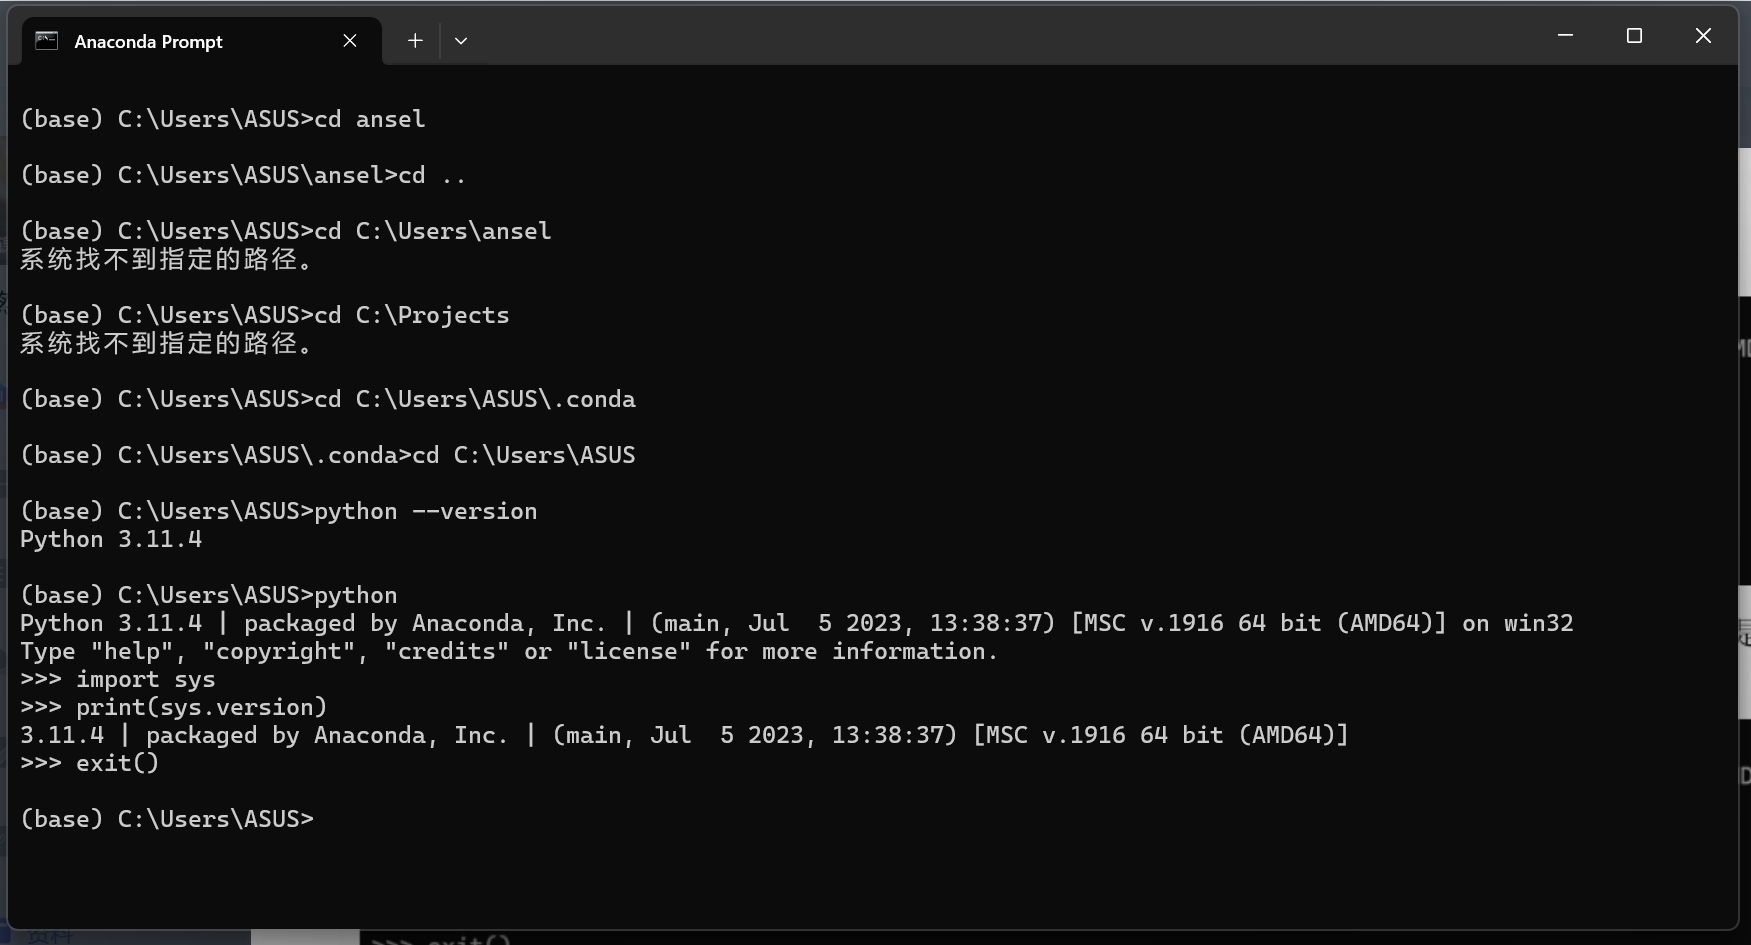 Anaconda Prompt
(base) C:\Users\ASUS>cd ansel
(base) C:\Users\ASUS\ansel>cd ..
(base) C:\Users\ASUS>cd C:\Users\ansel
系统找不到指定的路径。
(base) C:\Users\ASUS>cd C:\Projects
系统找不到指定的路径。
(base) C:\Users\ASUS>cd C:\Users\ASUS\.conda
(base) C:\Users\ASUS\.conda>cd C:\Users\ASUS
(base) C:\Users\ASUS>python --version
Python 3.11.4
(base) C:\Users\ASUS>python
Python 3.11.4 | packaged by Anaconda, Inc. | (main, Jul  5 2023, 13:38:37) [MSC v.1916 64 bit (AMD64)] on win32
Type "help", "copyright", "credits" or "license" for more information.
>>> import sys
>>> print(sys.version)
3.11.4 | packaged by Anaconda, Inc. | (main, Jul  5 2023, 13:38:37) [MSC v.1916 64 bit (AMD64)]
>>> exit()
(base) C:\Users\ASUS>